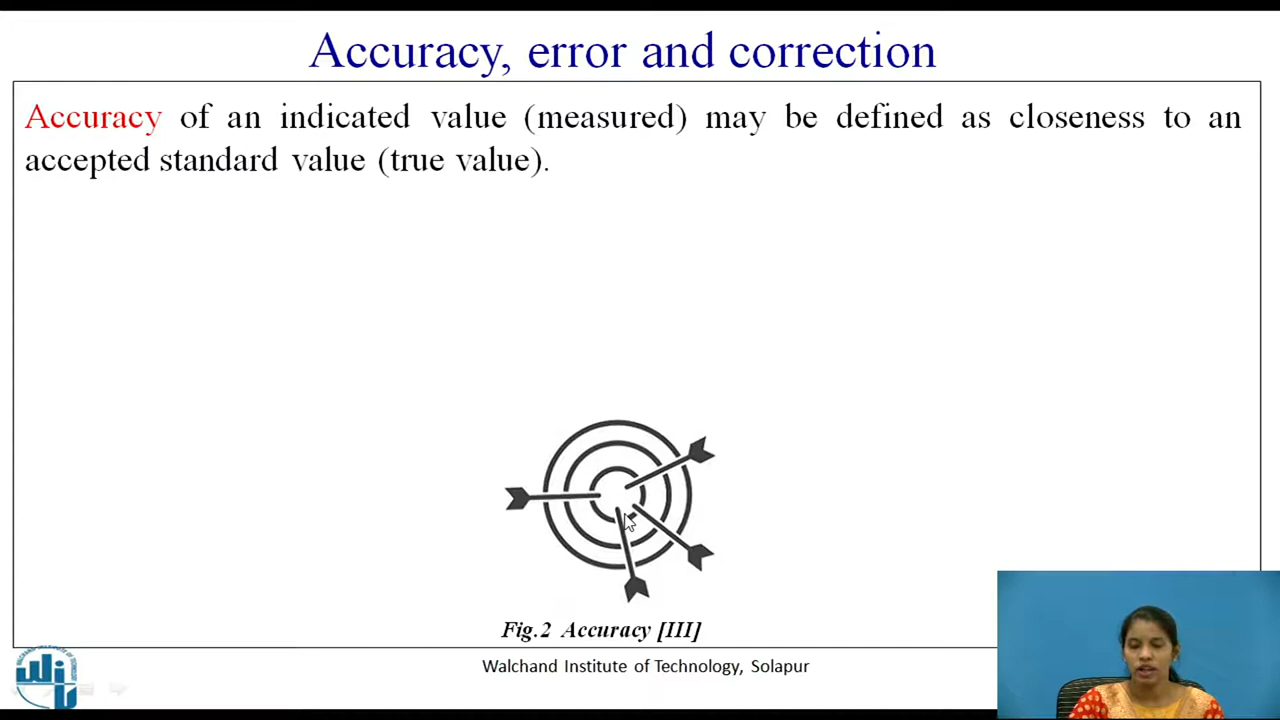 Accuracy, error and correction
Accuracy of an indicated value (measured) may be defined as closeness to an
accepted standard value (true value).
Fig.2 Accuracy [III]
Walchand Institute of Technology, Solapur